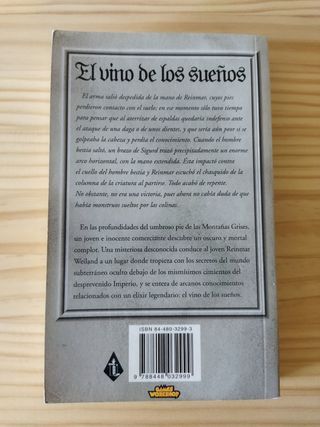 El vino de los sueños
El arma salió despedida de la mano de Reinmar, cuyos pies
perdieron contacto con el suelo; en ese momento sólo tuvo tiempo
para pensar que al aterrizar de espaldas quedaría indefenso ante
el ataque de una daga o de unos dientes, y que sería aún peor si se
golpeaba la cabeza y perdía el conocimiento. Cuando el hombre
bestia saltó, un brazo de Sigurd trazó precipitadamente un enorme
arco horizontal, con la mano extendida. Ésta impactó contra
el cuello del hombre bestia y Reinmar escuchó el chasquido de la
columna de la criatura al partirse. Todo acabó de repente.
No obstante, no era una victoria, pues ahora no cabía duda de que
había monstruos sueltos por las colinas.
En las profundidades del umbroso pie de las Montañas Grises,
un joven e inocente comerciante descubre un oscuro y mortal
complot. Una misteriosa desconocida conduce al joven Reinmar
Weiland a un lugar donde tropieza con los secretos del mundo
subterráneo oculto debajo de los mismísimos cimientos del
desprevenido Imperio, y se entera de arcanos conocimientos
relacionados con un elixir legendario: el vino de los sueños.
ISBN 84-480-3299-3
9 788448 032999
GAMES
WORKSHOP